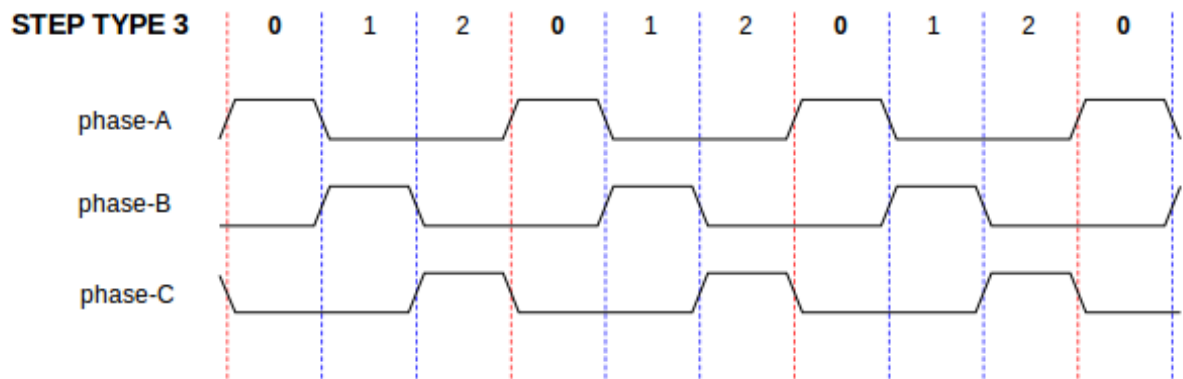 STEP TYPE 3 0 1 2 0 1 2 0 1 2 0
phase-A
phase-B
phase-C